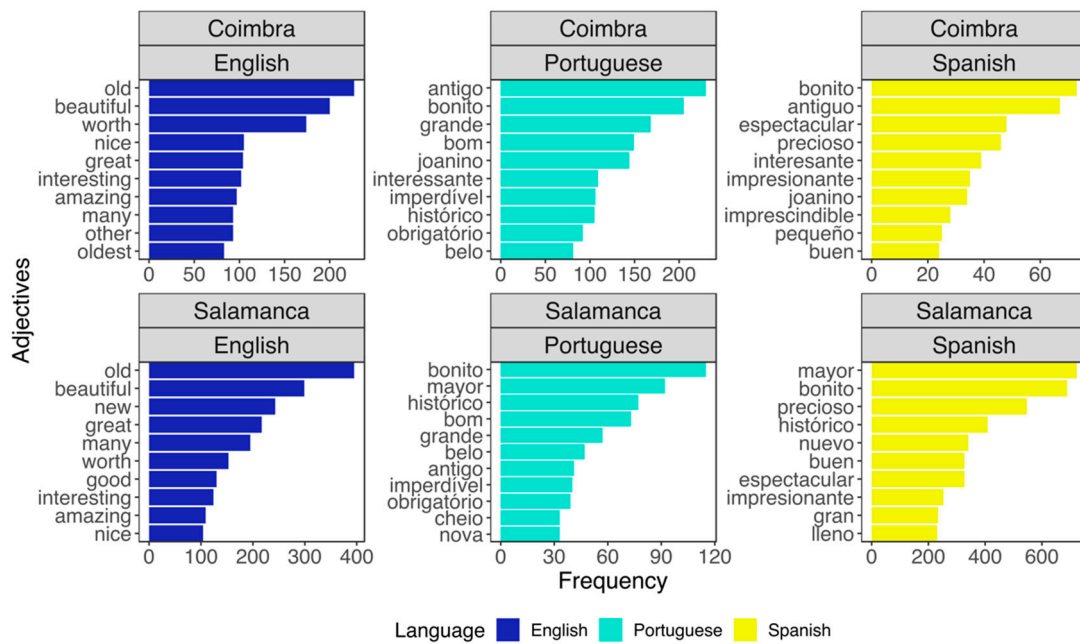 Coimbra
English
old
beautiful
worth
nice
great
interesting
amazing
many
other
oldest
0 50 100 150 200
Coimbra
Portuguese
antigo
bonito
grande
bom
joanino
interessante
imperdível
histórico
obrigatório
belo
0 50 100 150 200
Coimbra
Spanish
bonito
antiguo
espectacular
precioso
interesante
impresionante
joanino
imprescindible
pequeño
buen
0 20 40 60
Adjectives
Salamanca
English
old
beautiful
new
great
many
worth
good
interesting
amazing
nice
0 100 200 300 400
Salamanca
Portuguese
bonito
mayor
histórico
bom
grande
belo
antigo
imperdível
obrigatório
cheio
nova
0 30 60 90 120
Salamanca
Spanish
mayor
bonito
precioso
histórico
nuevo
buen
espectacular
impresionante
gran
lleno
0 200 400 600
Frequency
Language English Portuguese Spanish